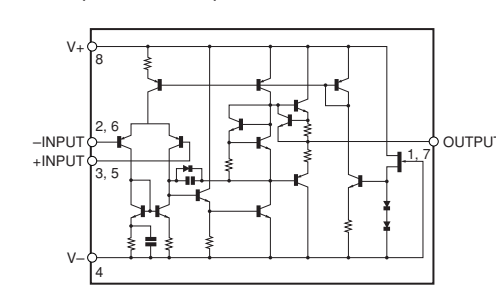 V+
8
2, 6
–INPUT
+INPUT
3, 5
OUTPUT
1, 7
V–
4